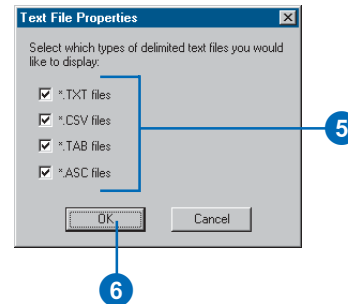 Text File Properties
Select which types of delimited text files you would
like to display:
*.TXT files
*.CSV files
*.TAB files
*.ASC files
5
OK
Cancel
6